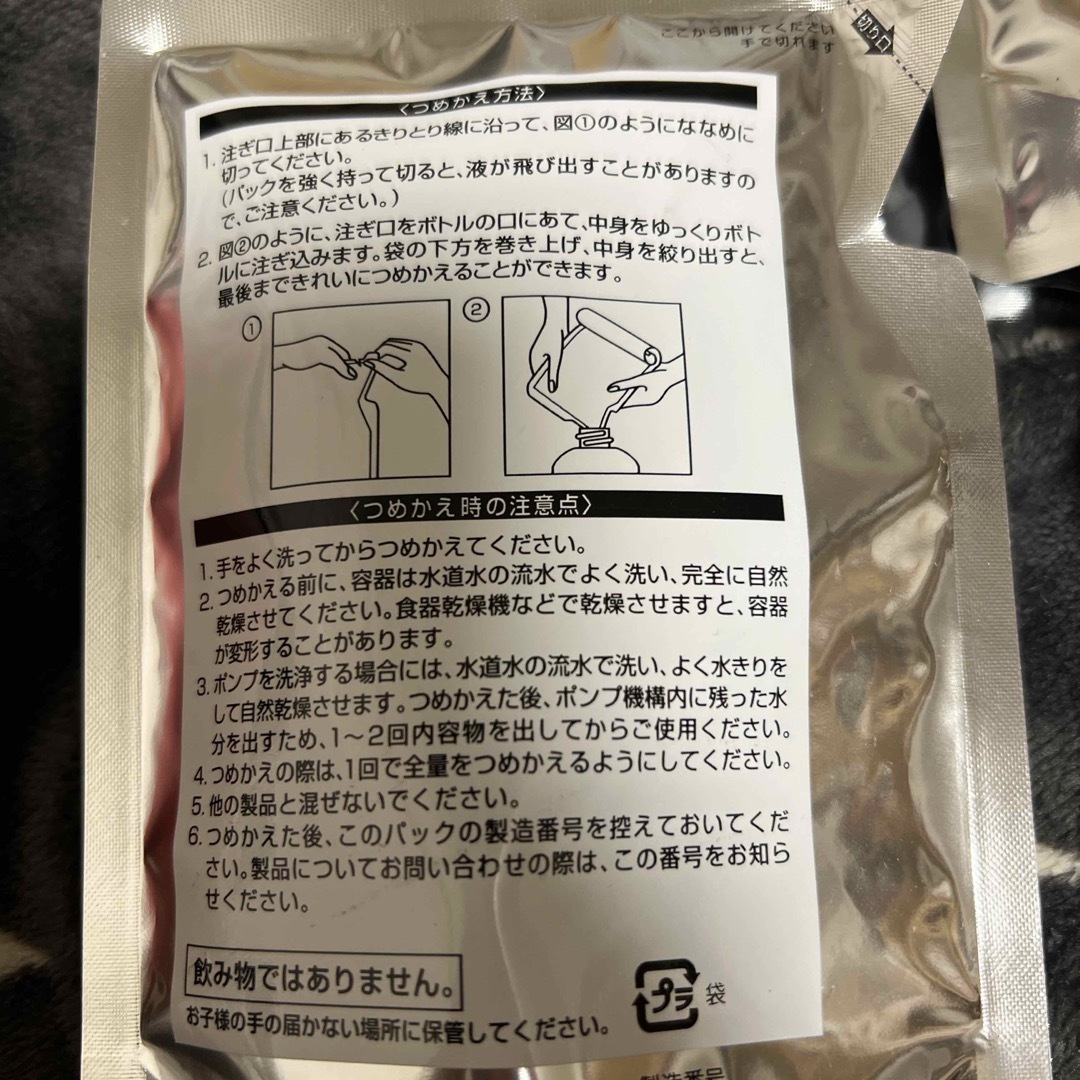 ここから開けてください
手で切れます
切り口
〈つめかえ方法〉
1. 注ぎ口上部にあるきりとり線に沿って、図①のようにななめに
切ってください。
(パックを強く持って切ると、液が飛び出すことがありますの
で、ご注意ください。)
2. 図②のように、注ぎ口をボトルの口にあて、中身をゆっくりボト
ルに注ぎ込みます。袋の下方を巻き上げ、中身を絞り出すと、
最後まできれいにつめかえることができます。
① ②
〈つめかえ時の注意点〉
1. 手をよく洗ってからつめかえてください。
2. つめかえる前に、容器は水道水の流水でよく洗い、完全に自然
乾燥させてください。食器乾燥機などで乾燥させますと、容器
が変形することがあります。
3. ポンプを洗浄する場合には、水道水の流水で洗い、よく水きりを
して自然乾燥させます。つめかえた後、ポンプ機構内に残った水
分を出すため、1〜2回内容物を出してからご使用ください。
4. つめかえの際は、1回で全量をつめかえるようにしてください。
5. 他の製品と混ぜないでください。
6. つめかえた後、このパックの製造番号を控えておいてくだ
さい。製品についてお問い合わせの際は、この番号をお知ら
せください。
飲み物ではありません。
お子様の手の届かない場所に保管してください。
プラ 袋
製造番号